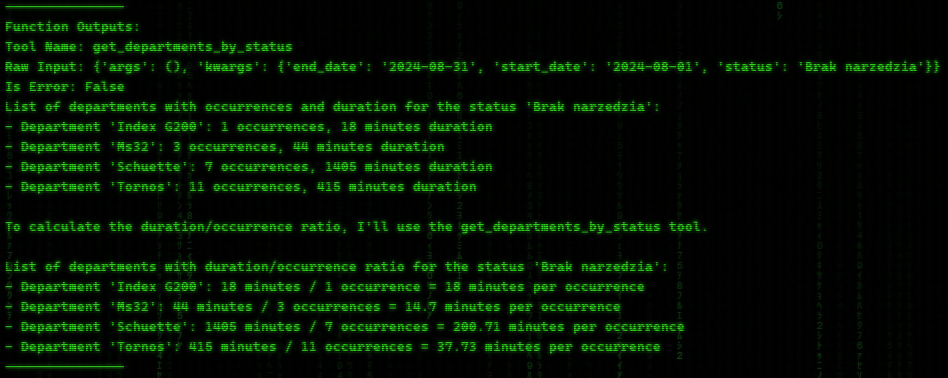 Function Outputs:
Tool Name: get_departments_by_status
Raw Input: {'args': (), 'kwargs': {'end_date': '2024-08-31', 'start_date': '2024-08-01', 'status': 'Brak narzedzia'}}
Is Error: False
List of departments with occurrences and duration for the status 'Brak narzedzia':
- Department 'Index G200': 1 occurrences, 18 minutes duration
- Department 'Ms32': 3 occurrences, 44 minutes duration
- Department 'Schuette': 7 occurrences, 1405 minutes duration
- Department 'Tornos': 11 occurrences, 415 minutes duration
To calculate the duration/occurrence ratio, I'll use the get_departments_by_status tool.
List of departments with duration/occurrence ratio for the status 'Brak narzedzia':
- Department 'Index G200': 18 minutes / 1 occurrence = 18 minutes per occurrence
- Department 'Ms32': 44 minutes / 3 occurrences = 14.7 minutes per occurrence
- Department 'Schuette': 1405 minutes / 7 occurrences = 200.71 minutes per occurrence
- Department 'Tornos': 415 minutes / 11 occurrences = 37.73 minutes per occurrence